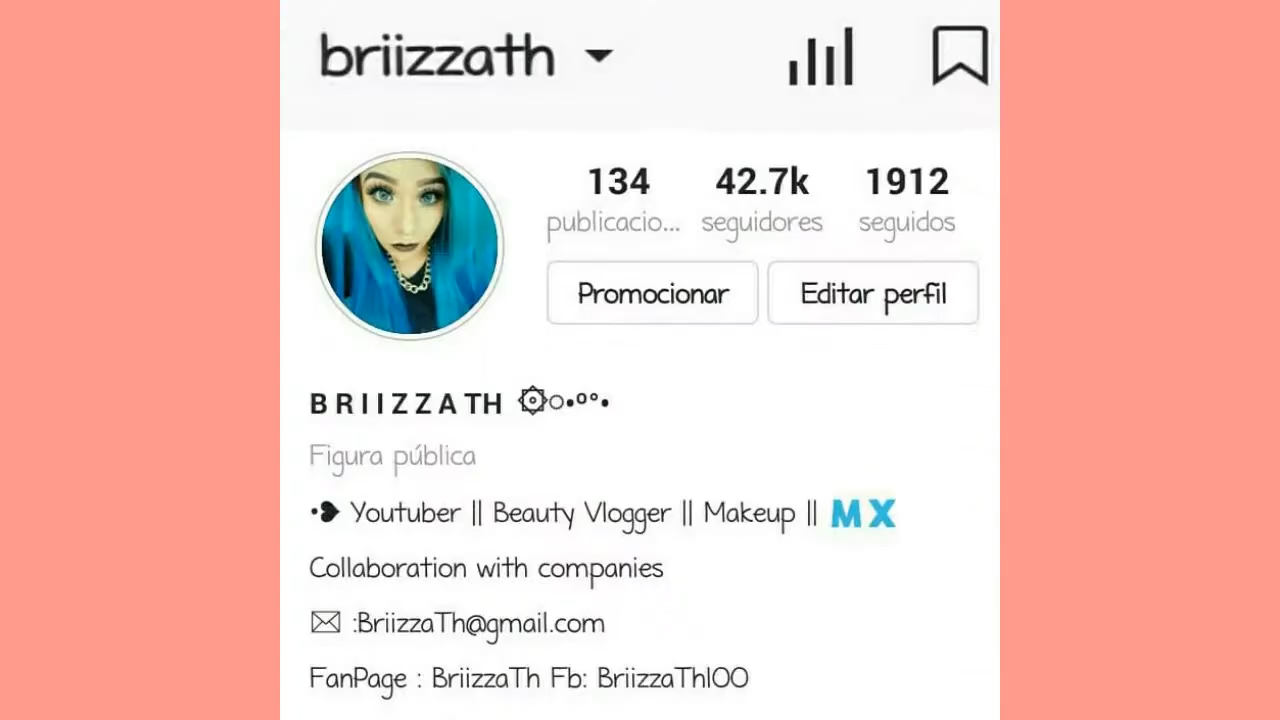 briizzath
134 42.7k 1912
publicacio... seguidores seguidos
Promocionar Editar perfil
B R I I Z Z A TH ۞○•º°•
Figura pública
•❥ Youtuber || Beauty Vlogger || Makeup || MX
Collaboration with companies
✉ :BriizzaTh@gmail.com
FanPage : BriizzaTh Fb: BriizzaTh100